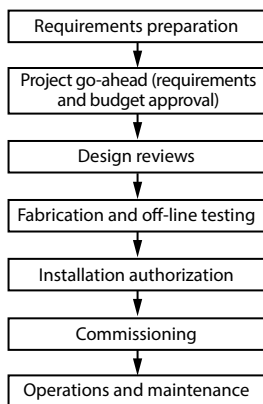 Requirements preparation
Project go-ahead (requirements
and budget approval)
Design reviews
Fabrication and off-line testing
Installation authorization
Commissioning
Operations and maintenance